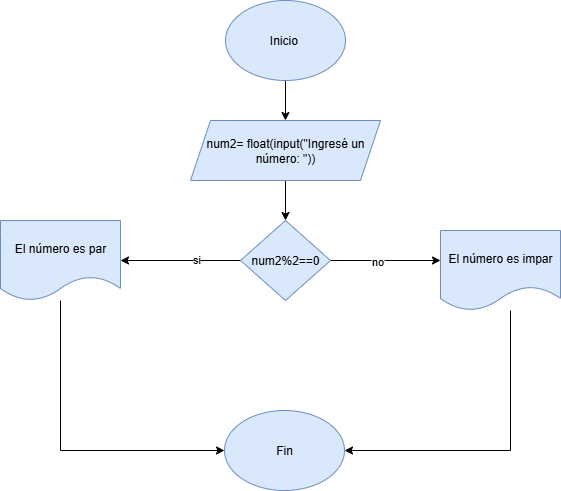 Inicio
num2= float(input("Ingresé un
número: "))
El número es par
si
num2%2==0
no
El número es impar
Fin